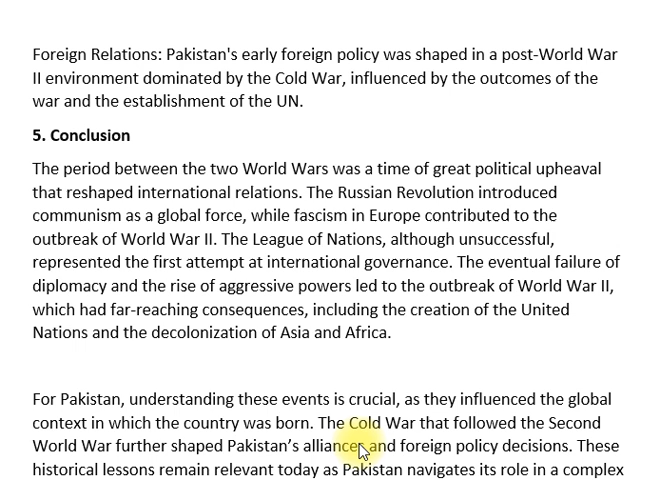 Foreign Relations: Pakistan's early foreign policy was shaped in a post-World War
II environment dominated by the Cold War, influenced by the outcomes of the
war and the establishment of the UN.
5. Conclusion
The period between the two World Wars was a time of great political upheaval
that reshaped international relations. The Russian Revolution introduced
communism as a global force, while fascism in Europe contributed to the
outbreak of World War II. The League of Nations, although unsuccessful,
represented the first attempt at international governance. The eventual failure of
diplomacy and the rise of aggressive powers led to the outbreak of World War II,
which had far-reaching consequences, including the creation of the United
Nations and the decolonization of Asia and Africa.
For Pakistan, understanding these events is crucial, as they influenced the global
context in which the country was born. The Cold War that followed the Second
World War further shaped Pakistan’s alliances and foreign policy decisions. These
historical lessons remain relevant today as Pakistan navigates its role in a complex